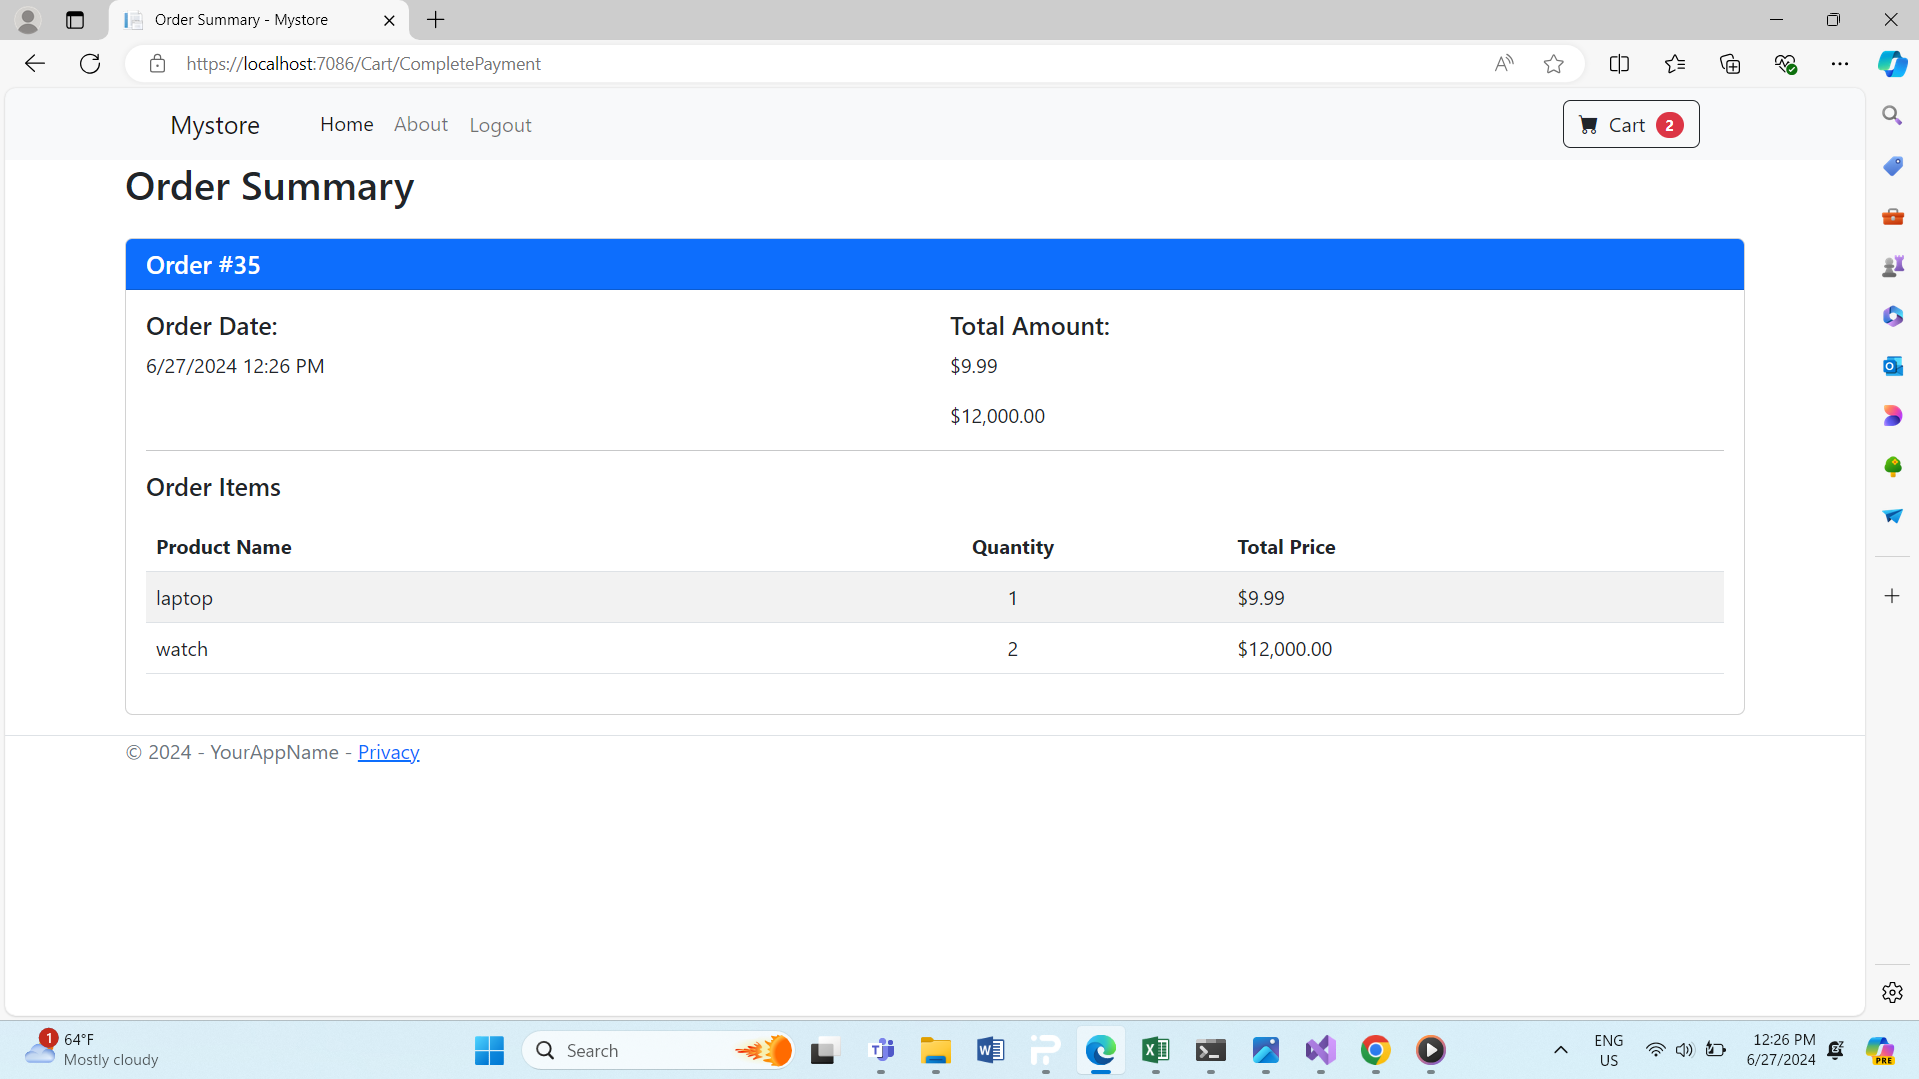 Order Summary - Mystore
https://localhost:7086/Cart/CompletePayment
Mystore
Home
About
Logout
Cart 2
Order Summary
Order #35
Order Date:
Total Amount:
6/27/2024 12:26 PM
$9.99
$12,000.00
Order Items
Product Name Quantity Total Price
laptop 1 $9.99
watch 2 $12,000.00
© 2024 - YourAppName - Privacy
1
64°F
Mostly cloudy
Search
ENG
US
12:26 PM
6/27/2024
PRE